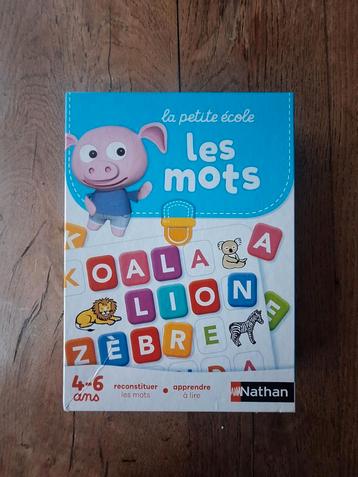 la petite école
les
mots
K OALA A
LION E
ZÈBRE
4-6
ans
reconstituer
les mots
apprendre
à lire
Nathan